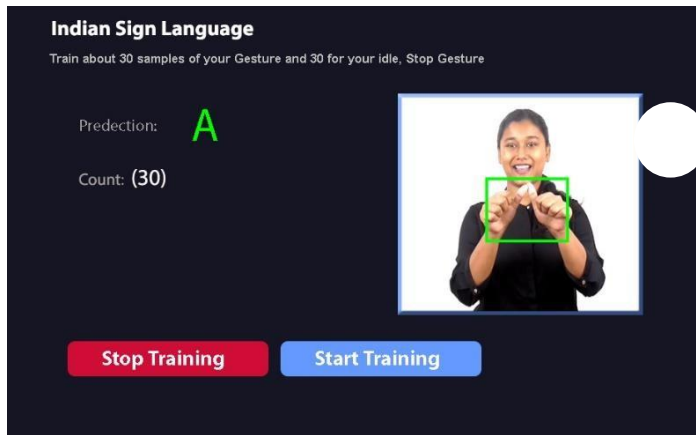 Indian Sign Language
Train about 30 samples of your Gesture and 30 for your idle, Stop Gesture
Predection: A
Count: (30)
Stop Training
Start Training